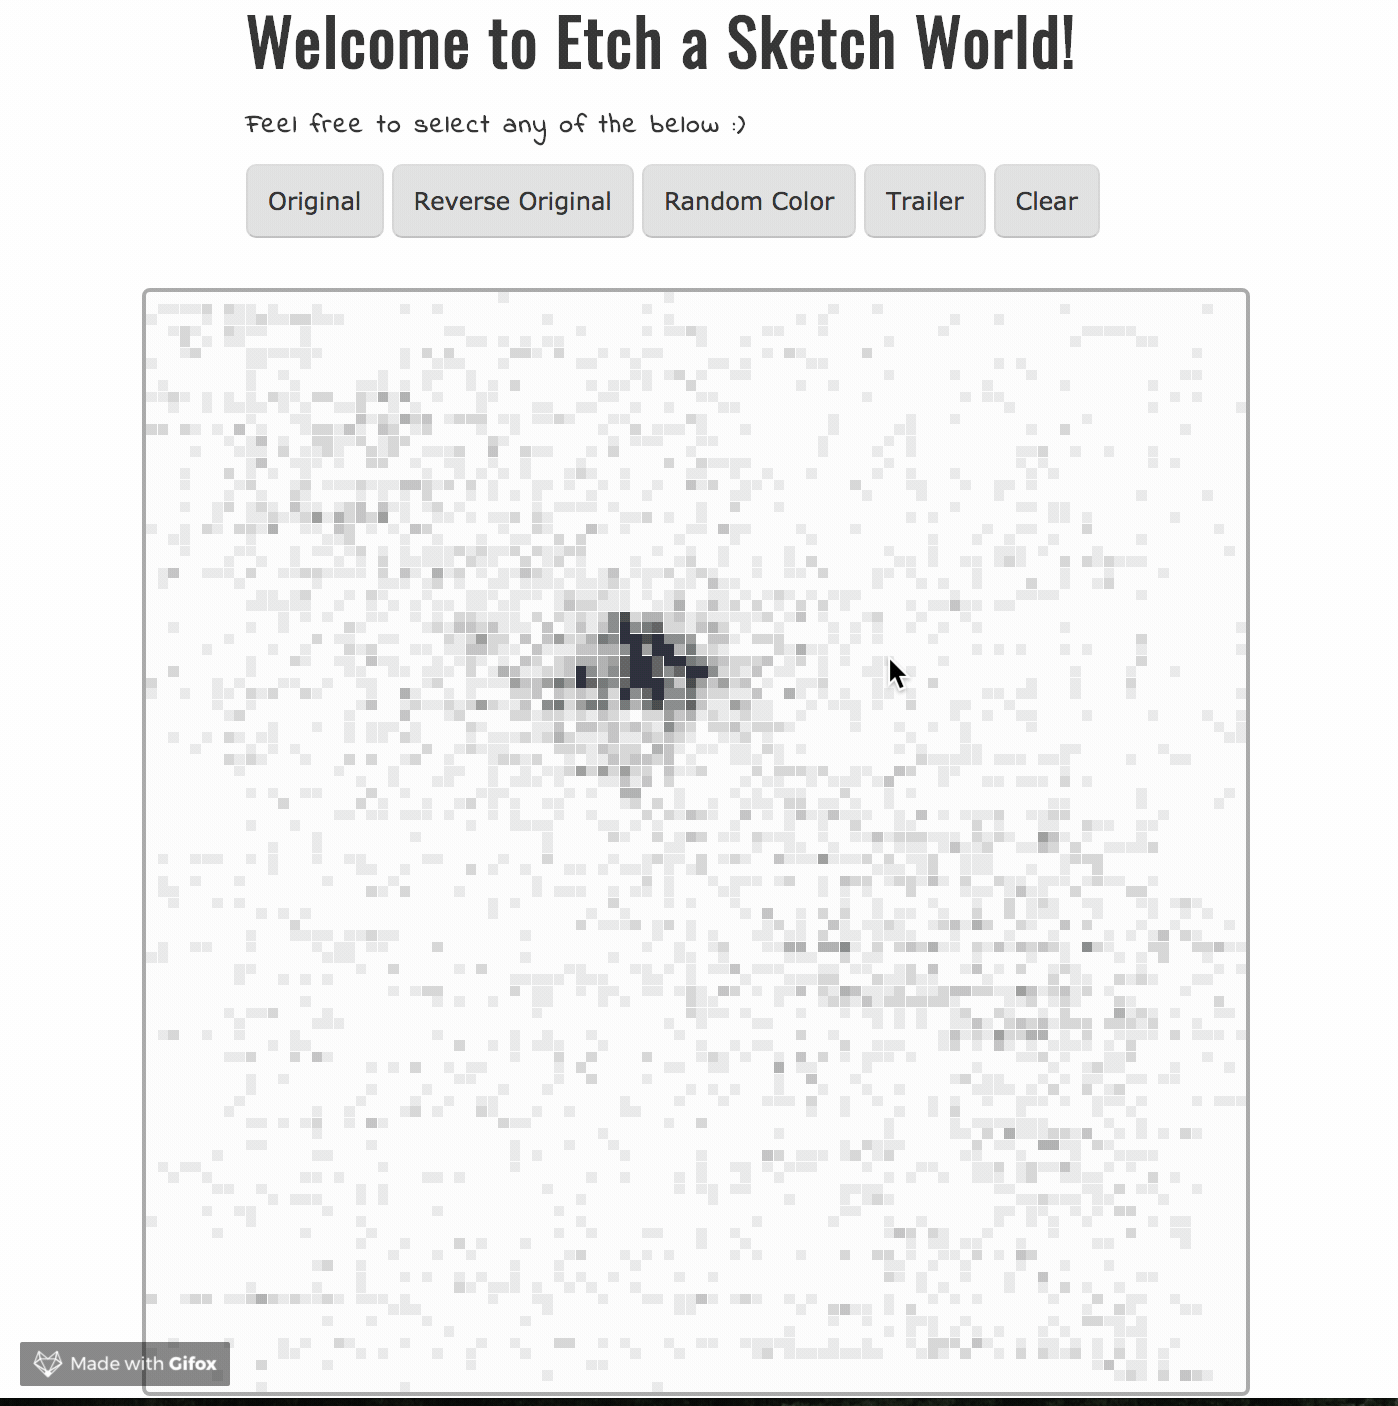 Welcome to Etch a Sketch World!
Feel free to select any of the below :)
Original Reverse Original Random Color Trailer Clear
Made with Gifox